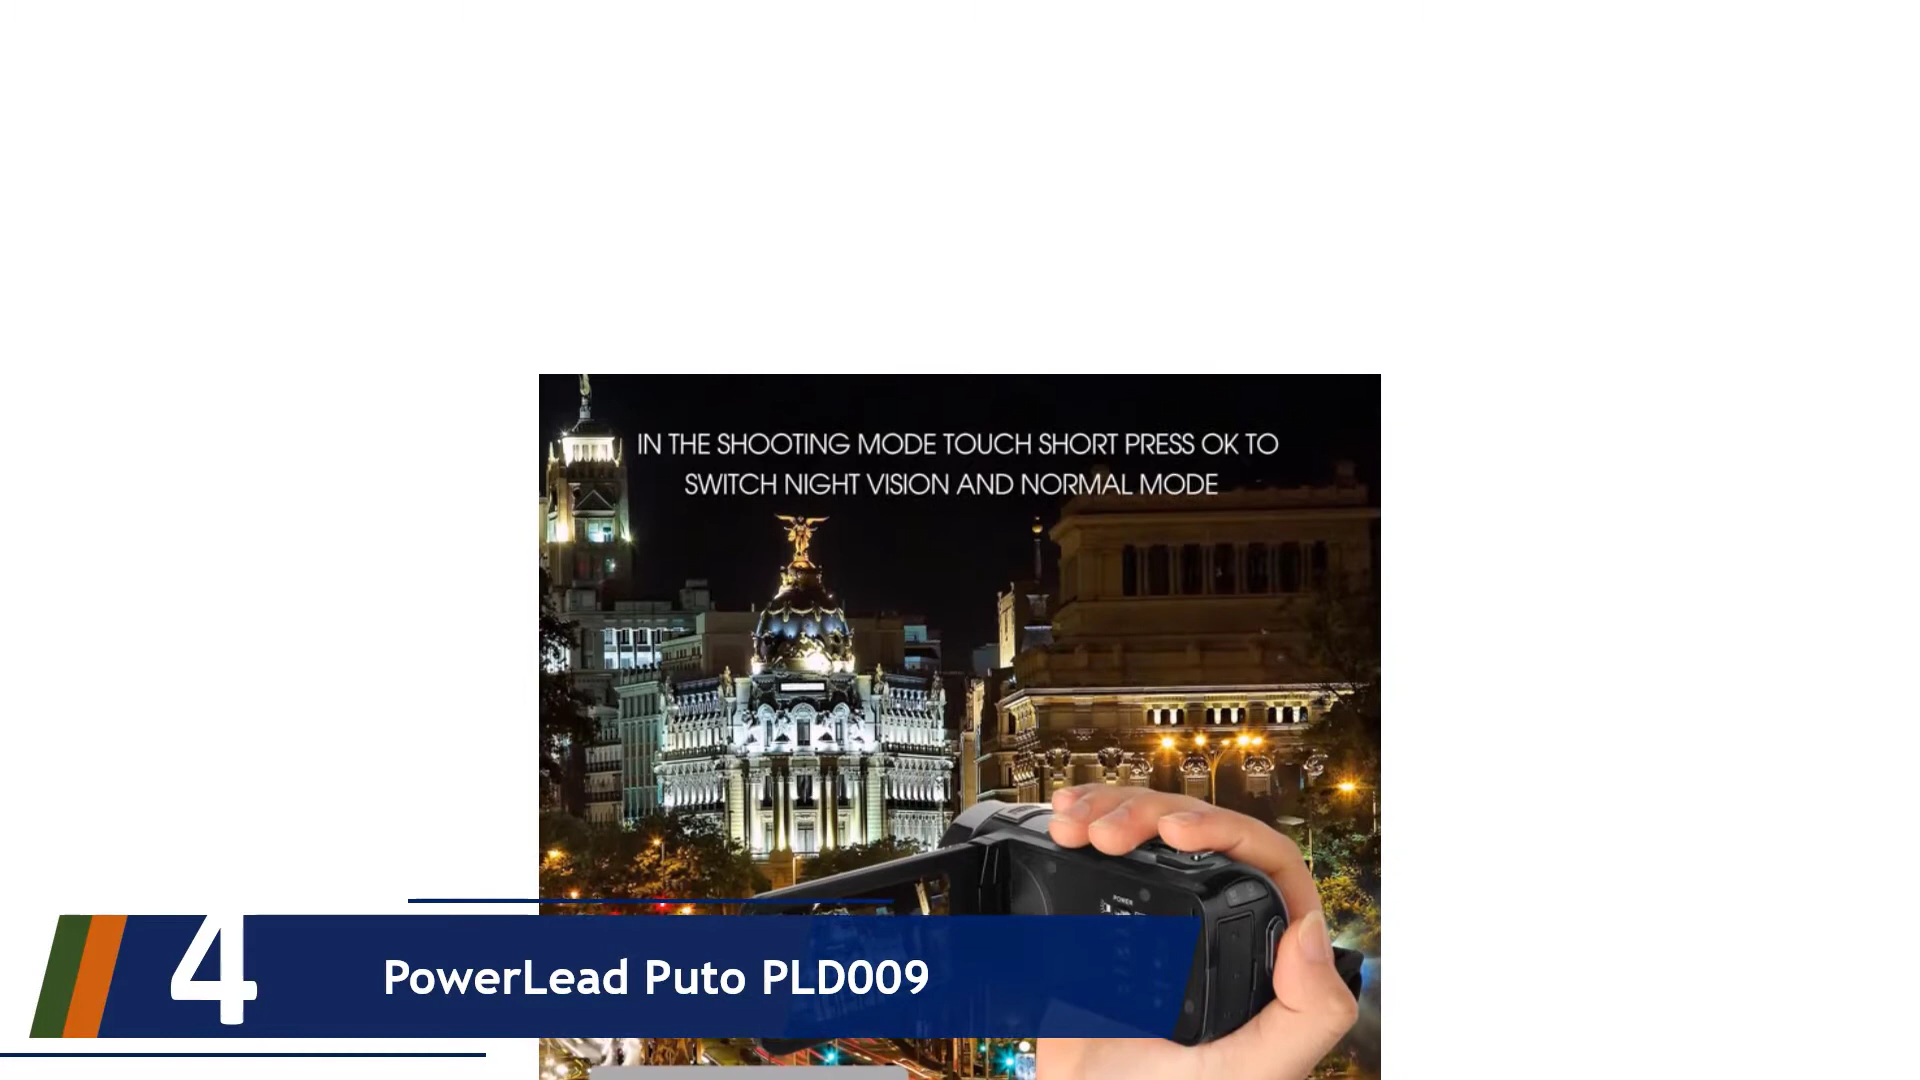 IN THE SHOOTING MODE TOUCH SHORT PRESS OK TO
SWITCH NIGHT VISION AND NORMAL MODE
POWER
4
PowerLead Puto PLD009